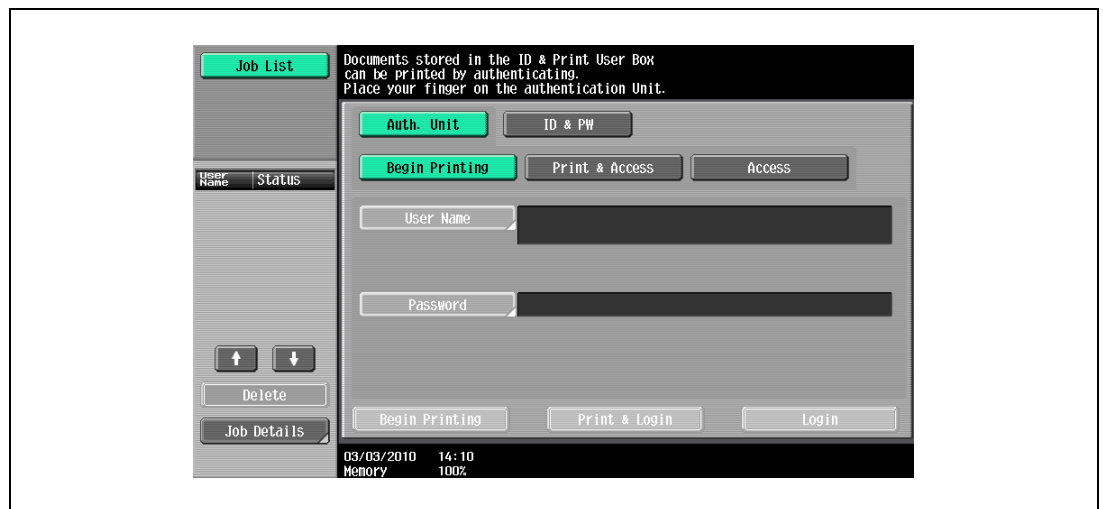 Job List
Documents stored in the ID & Print User Box
can be printed by authenticating.
Place your finger on the authentication Unit.
Auth. Unit
ID & PW
Begin Printing
Print & Access
Access
User Name
Status
User Name
Password
Delete
Job Details
Begin Printing
Print & Login
Login
03/03/2010 14:10
Memory 100%